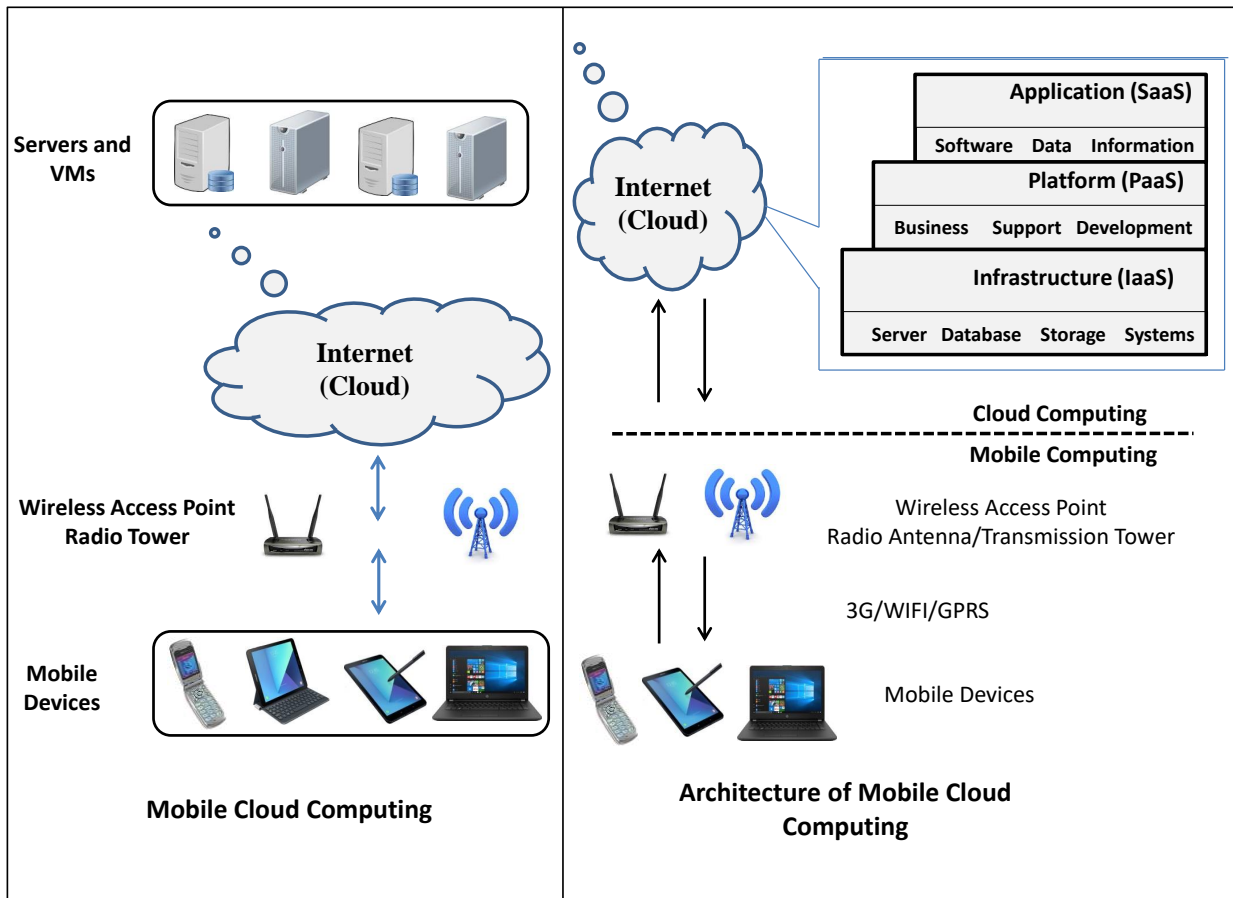 Servers and
VMs
Internet
(Cloud)
Wireless Access Point
Radio Tower
Mobile
Devices
Mobile Cloud Computing
Internet
(Cloud)
Application (SaaS)
Software Data Information
Platform (PaaS)
Business Support Development
Infrastructure (IaaS)
Server Database Storage Systems
Cloud Computing
Mobile Computing
Wireless Access Point
Radio Antenna/Transmission Tower
3G/WIFI/GPRS
Mobile Devices
Architecture of Mobile Cloud
Computing